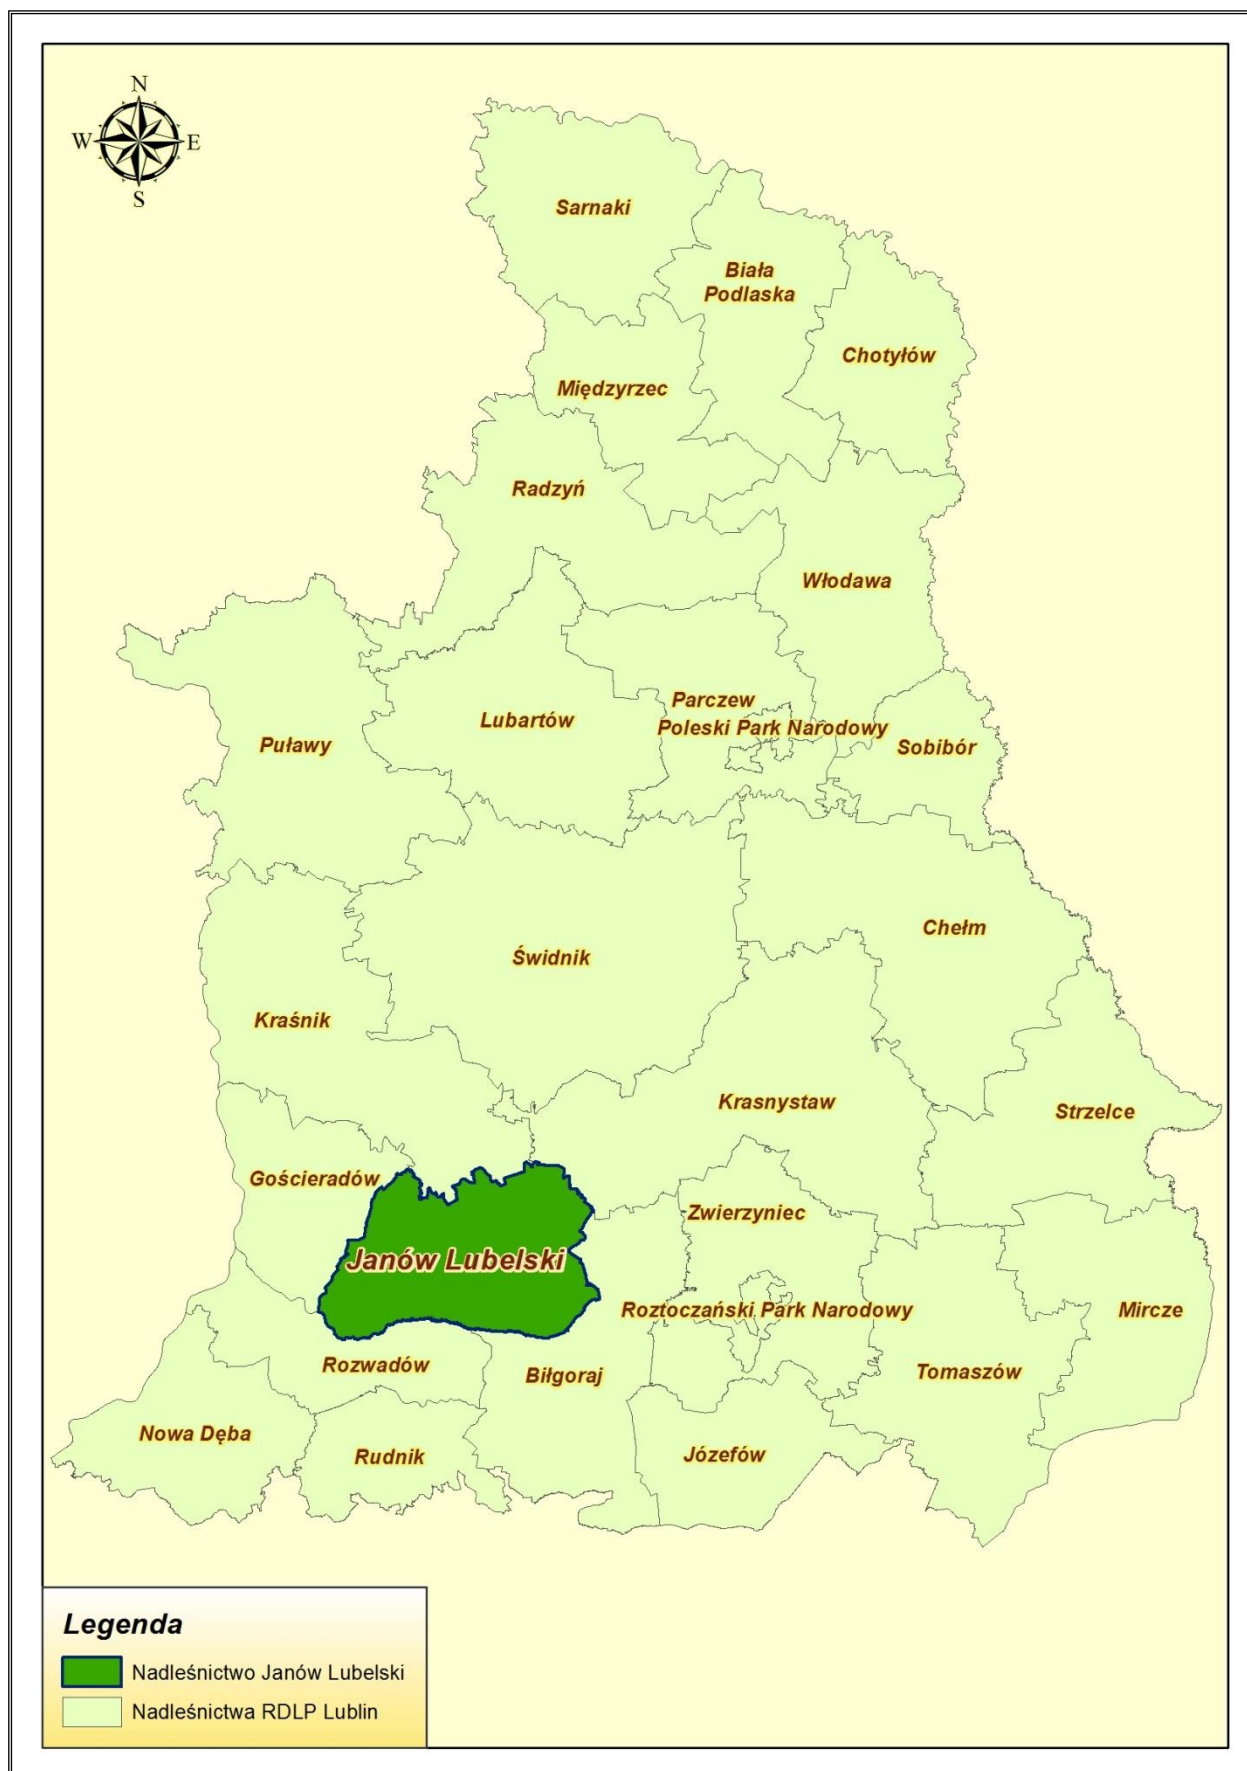 N
W
E
S
Sarnaki
Biała
Podlaska
Chotyłów
Międzyrzec
Radzyń
Włodawa
Parczew
Lubartów
Poleski Park Narodowy
Puławy
Sobibór
Chełm
Świdnik
Kraśnik
Krasnystaw
Strzelce
Gościeradów
Zwierzyniec
Janów Lubelski
Roztoczański Park Narodowy
Mircze
Rozwadów
Biłgoraj
Tomaszów
Nowa Dęba
Rudnik
Józefów
Legenda
Nadleśnictwo Janów Lubelski
Nadleśnictwa RDLP Lublin